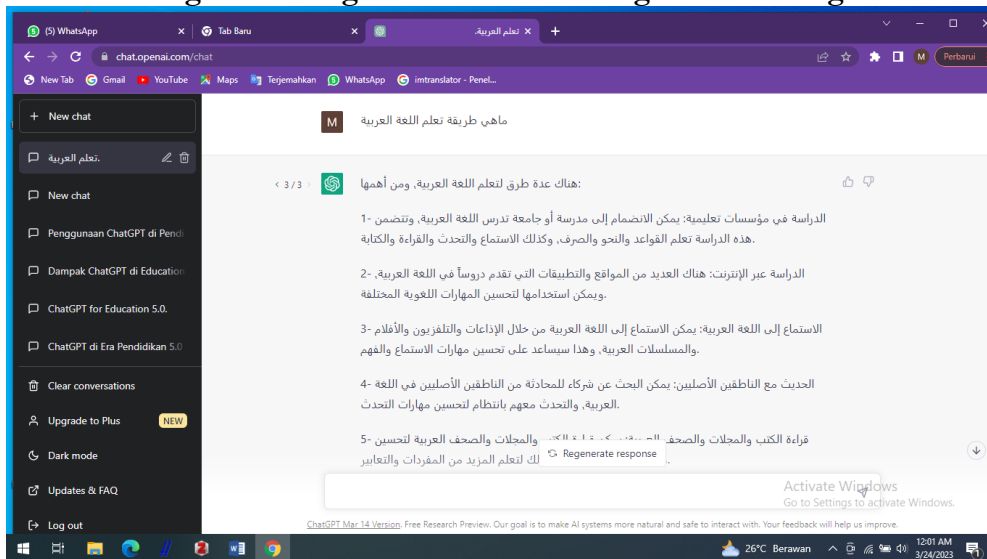 (5) WhatsApp
Tab Baru
تعلم العربية.
chat.openai.com/chat
Perbarui
New Tab
Gmail
YouTube
Maps
Terjemahkan
WhatsApp
imtranslator - Penel...
New chat
تعلم العربية.
New chat
Penggunaan ChatGPT di Pendi
Dampak ChatGPT di Education
ChatGPT for Education 5.0.
ChatGPT di Era Pendidikan 5.0
Clear conversations
Upgrade to Plus NEW
Dark mode
Updates & FAQ
Log out
M
ماهي طريقة تعلم اللغة العربية
< 3 / 3 >
هناك عدة طرق لتعلم اللغة العربية، ومن أهمها:
1- الدراسة في مؤسسات تعليمية: يمكن الانضمام إلى مدرسة أو جامعة تدرس اللغة العربية، وتتضمن
هذه الدراسة تعلم القواعد والنحو والصرف، وكذلك الاستماع والتحدث والقراءة والكتابة.
2- الدراسة عبر الإنترنت: هناك العديد من المواقع والتطبيقات التي تقدم دروساً في اللغة العربية،
ويمكن استخدامها لتحسين المهارات اللغوية المختلفة.
3- الاستماع إلى اللغة العربية: يمكن الاستماع إلى اللغة العربية من خلال الإذاعات والتلفزيون والأفلام
والمسلسلات العربية، وهذا سيساعد على تحسين مهارات الاستماع والفهم.
4- الحديث مع الناطقين الأصليين: يمكن البحث عن شركاء للمحادثة من الناطقين الأصليين في اللغة
العربية، والتحدث معهم بانتظام لتحسين مهارات التحدث.
5- قراءة الكتب والمجلات والصحف والمجلات والصحف العربية لتحسين
لك لتعلم المزيد من المفردات والتعابير
Regenerate response
Activate Windows
Go to Settings to activate Windows.
ChatGPT Mar 14 Version. Free Research Preview. Our goal is to make AI systems more natural and safe to interact with. Your feedback will help us improve.
26°C Berawan
12:01 AM
3/24/2023